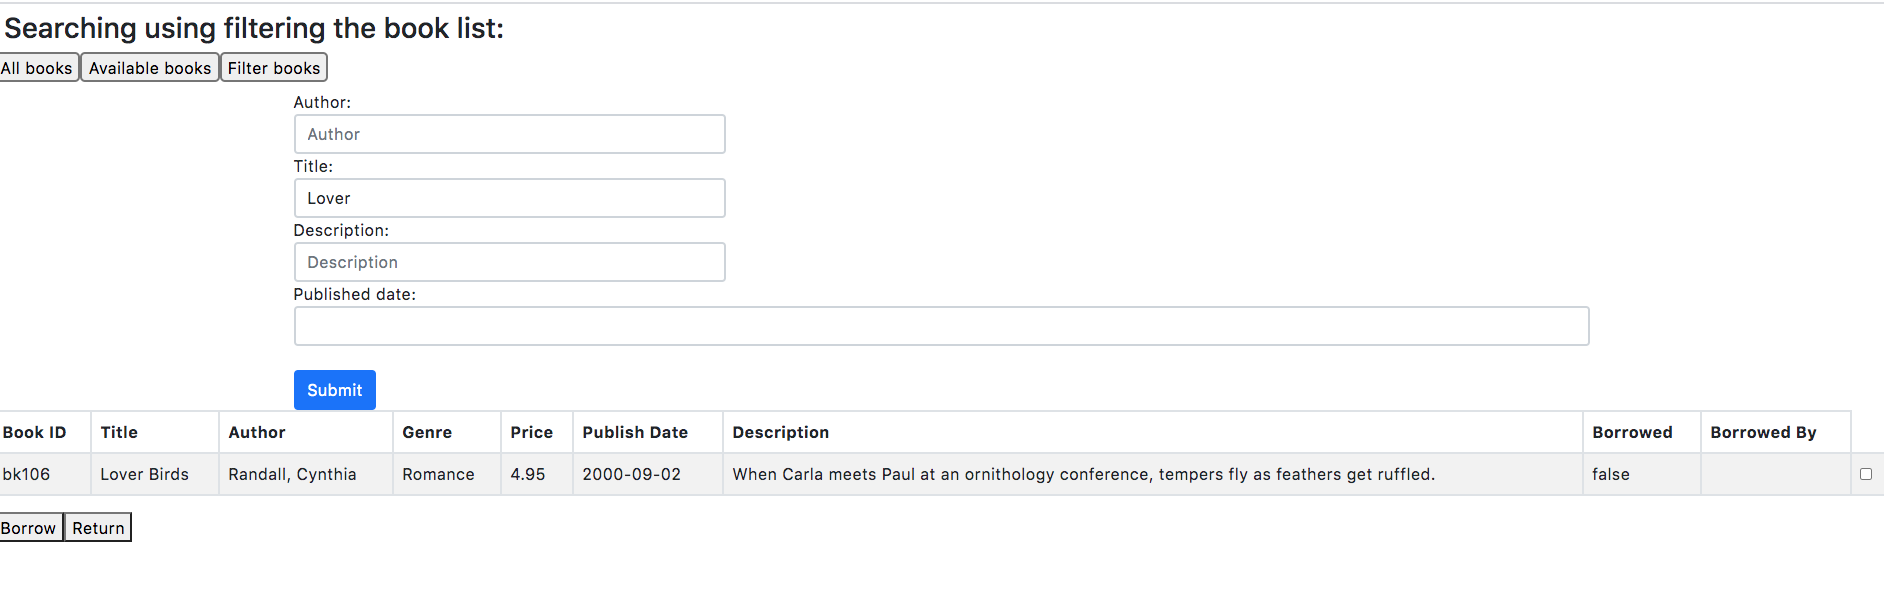 Searching using filtering the book list:
All books Available books Filter books
Author:
Author
Title:
Lover
Description:
Description
Published date:
Submit
Book ID Title Author Genre Price Publish Date Description Borrowed Borrowed By
bk106 Lover Birds Randall, Cynthia Romance 4.95 2000-09-02 When Carla meets Paul at an ornithology conference, tempers fly as feathers get ruffled. false
Borrow Return